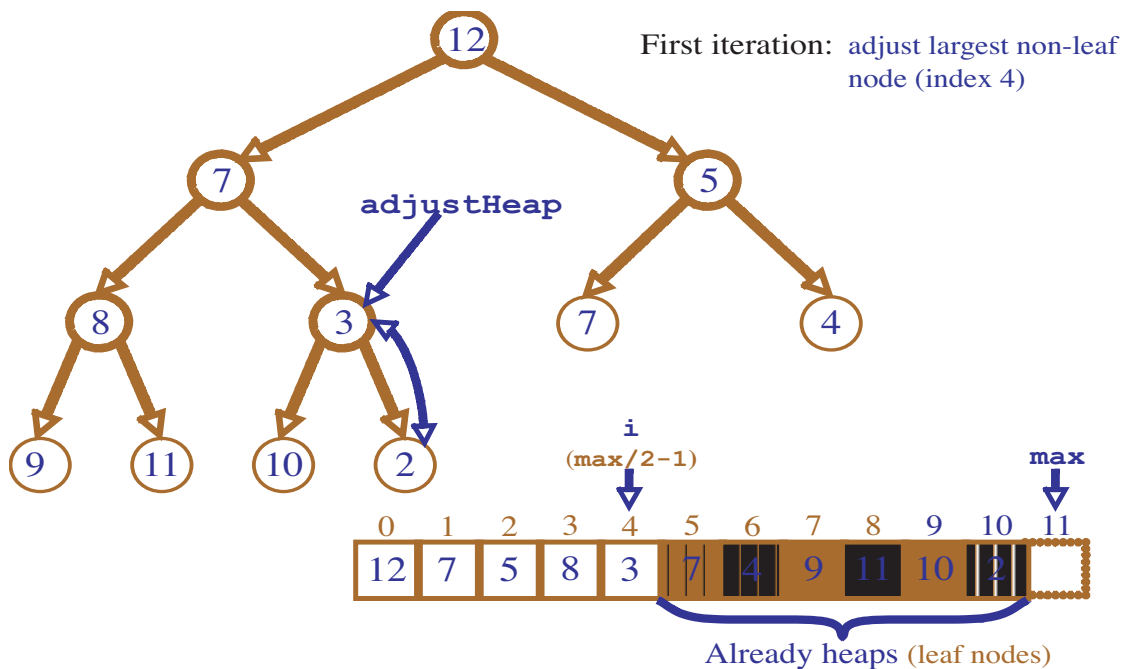 12
First iteration: adjust largest non-leaf
node (index 4)
7
5
adjustHeap
8
3
7
4
9
11
10
2
i
(max/2-1)
max
0 1 2 3 4 5 6 7 8 9 10 11
12 7 5 8 3 7 4 9 11 10 2
Already heaps (leaf nodes)